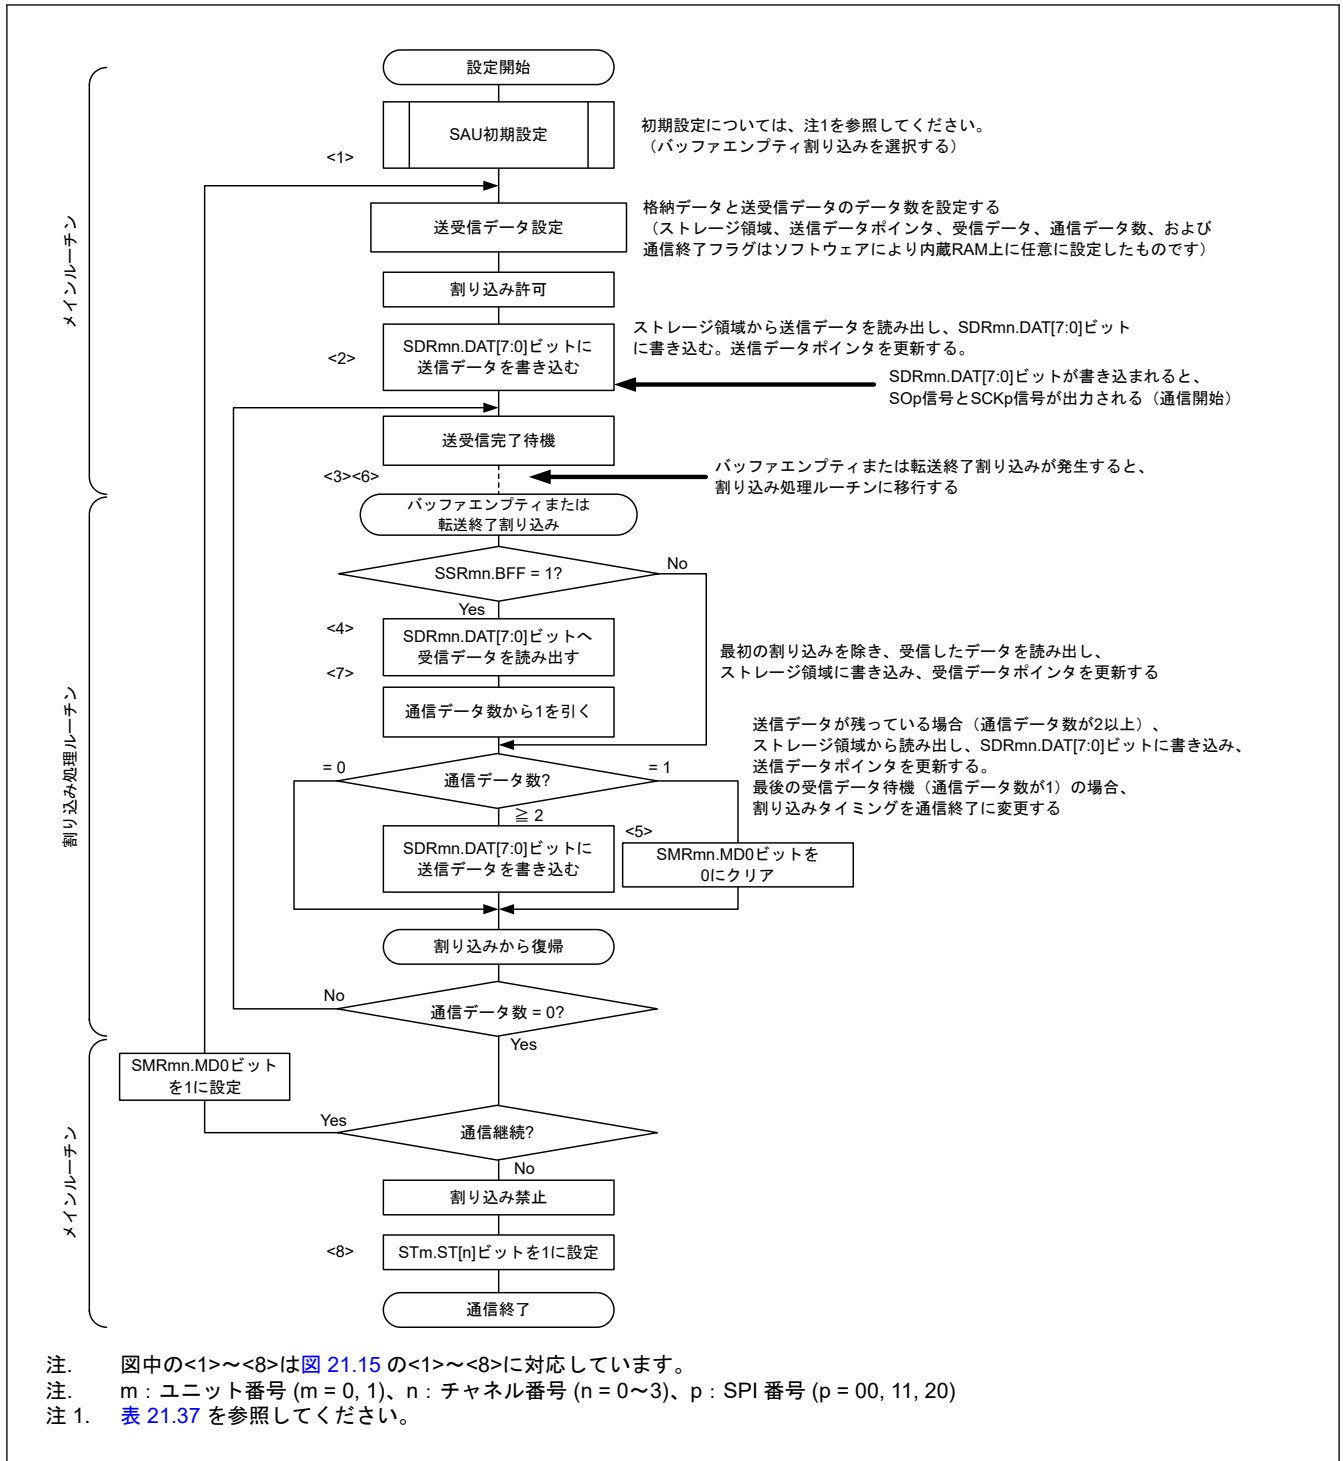 設定開始
SAU初期設定
初期設定については、注1を参照してください。
（バッファエンプティ割り込みを選択する）
<1>
メインルーチン
送受信データ設定
格納データと送受信データのデータ数を設定する
（ストレージ領域、送信データポインタ、受信データ、通信データ数、および
通信終了フラグはソフトウェアにより内蔵RAM上に任意に設定したものです）
割り込み許可
<2>
SDRmn.DAT[7:0]ビットに
送信データを書き込む
ストレージ領域から送信データを読み出し、SDRmn.DAT[7:0]ビット
に書き込む。送信データポインタを更新する。
SDRmn.DAT[7:0]ビットが書き込まれると、
SOp信号とSCKp信号が出力される（通信開始）
送受信完了待機
<3><6>
バッファエンプティまたは転送終了割り込みが発生すると、
割り込み処理ルーチンに移行する
バッファエンプティまたは
転送終了割り込み
SSRmn.BFF = 1?
No
Yes
<4>
SDRmn.DAT[7:0]ビットへ
受信データを読み出す
<7>
最初の割り込みを除き、受信したデータを読み出し、
ストレージ領域に書き込み、受信データポインタを更新する
通信データ数から1を引く
割り込み処理ルーチン
送信データが残っている場合（通信データ数が2以上）、
ストレージ領域から読み出し、SDRmn.DAT[7:0]ビットに書き込み、
送信データポインタを更新する。
最後の受信データ待機（通信データ数が1）の場合、
割り込みタイミングを通信終了に変更する
= 0
通信データ数?
= 1
≧ 2
<5>
SDRmn.DAT[7:0]ビットに
送信データを書き込む
SMRmn.MD0ビットを
0にクリア
割り込みから復帰
No
通信データ数 = 0?
Yes
SMRmn.MD0ビット
を1に設定
Yes
通信継続?
No
メインルーチン
割り込み禁止
<8>
STm.ST[n]ビットを1に設定
通信終了
注. 図中の<1>～<8>は図 21.15 の<1>～<8>に対応しています。
注. m：ユニット番号 (m = 0, 1)、n：チャネル番号 (n = 0～3)、p：SPI 番号 (p = 00, 11, 20)
注 1. 表 21.37 を参照してください。